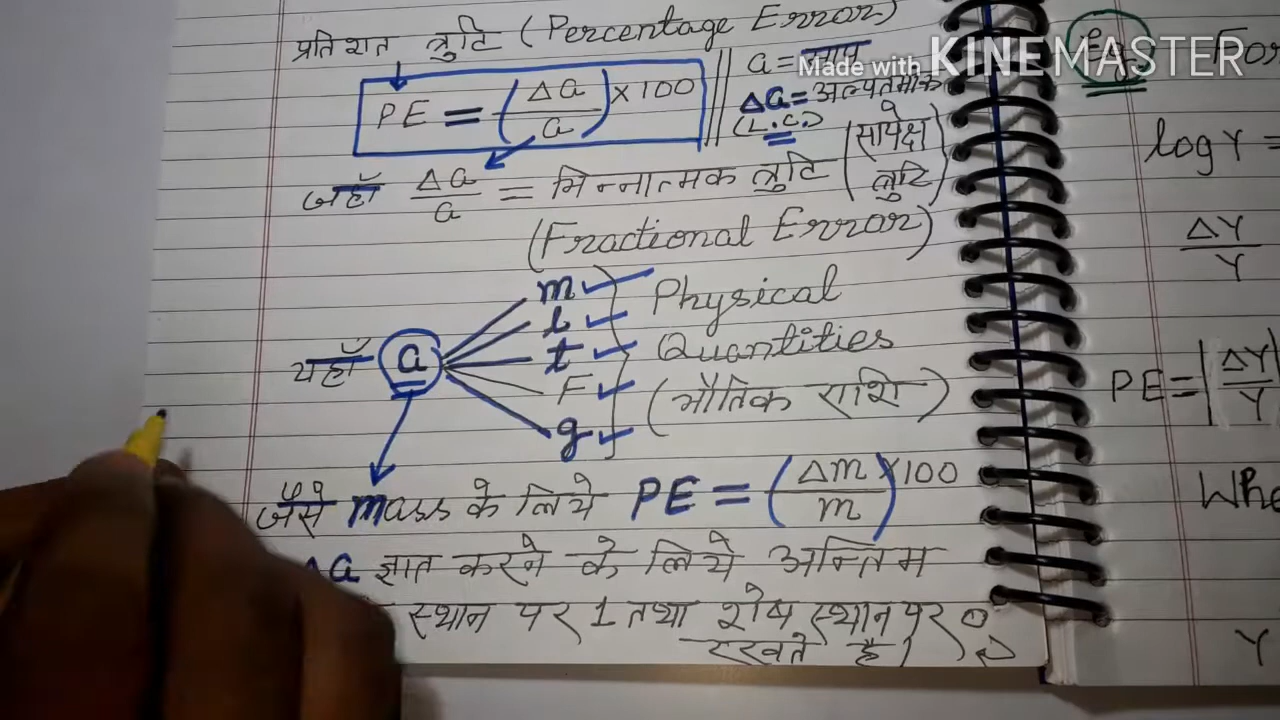 प्रतिशत त्रुटि (Percentage Error)
PE = (Δa/a) × 100
a = माप
Δa = अल्पतमांक
(L.C.)
जहाँ Δa/a = भिन्नात्मक त्रुटि (सापेक्ष त्रुटि)
(Fractional Error)
यहाँ a
m
l
t
F
g
Physical
Quantities
(भौतिक राशि)
जैसे mass के लिये PE = (Δm/m) × 100
Δa ज्ञात करने के लिये अन्तिम
स्थान पर 1 तथा शेष स्थान पर 0
रखते है।
Made with KINEMASTER
Eg
For
log Y =
ΔY/Y
PE = |ΔY/Y|
Whe
Y